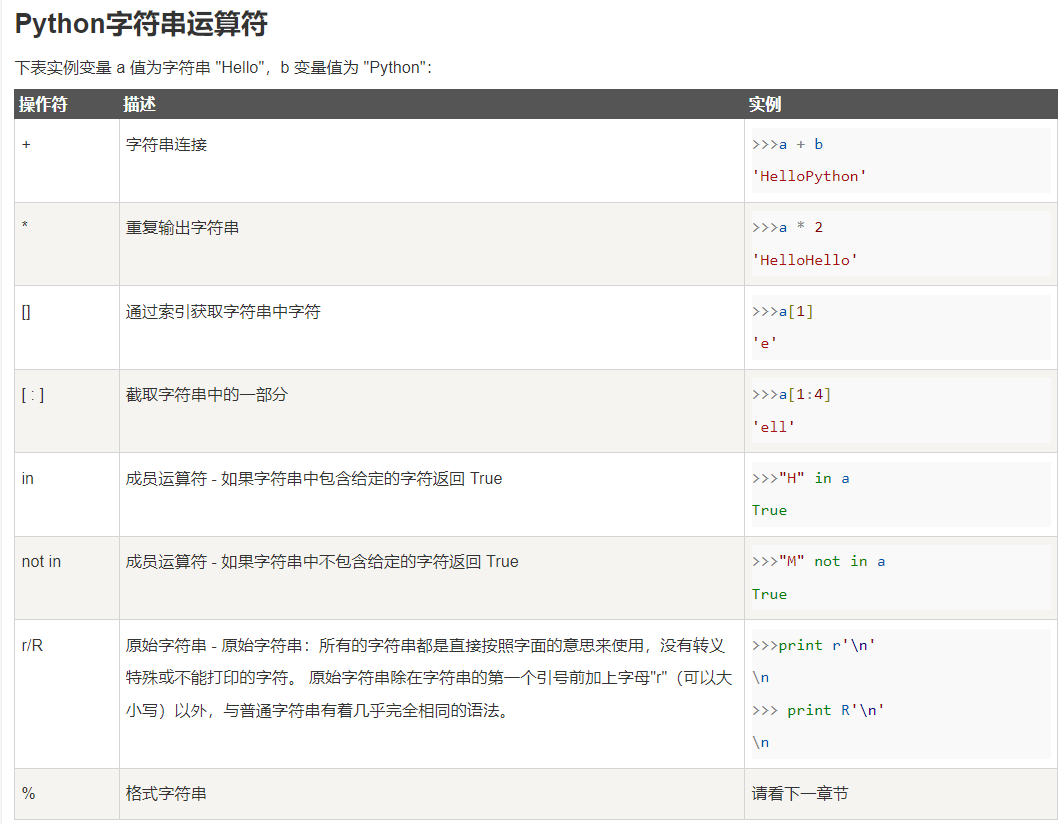 Python字符串运算符
下表实例变量 a 值为字符串 "Hello"，b 变量值为 "Python"：
操作符 描述 实例
+ 字符串连接 >>>a + b
'HelloPython'
* 重复输出字符串 >>>a * 2
'HelloHello'
[] 通过索引获取字符串中字符 >>>a[1]
'e'
[ : ] 截取字符串中的一部分 >>>a[1:4]
'ell'
in 成员运算符 - 如果字符串中包含给定的字符返回 True >>>"H" in a
True
not in 成员运算符 - 如果字符串中不包含给定的字符返回 True >>>"M" not in a
True
r/R 原始字符串 - 原始字符串：所有的字符串都是直接按照字面的意思来使用，没有转义 >>>print r'\n'
特殊或不能打印的字符。 原始字符串除在字符串的第一个引号前加上字母"r"（可以大 \n
小写）以外，与普通字符串有着几乎完全相同的语法。 >>> print R'\n'
\n
% 格式字符串 请看下一章节